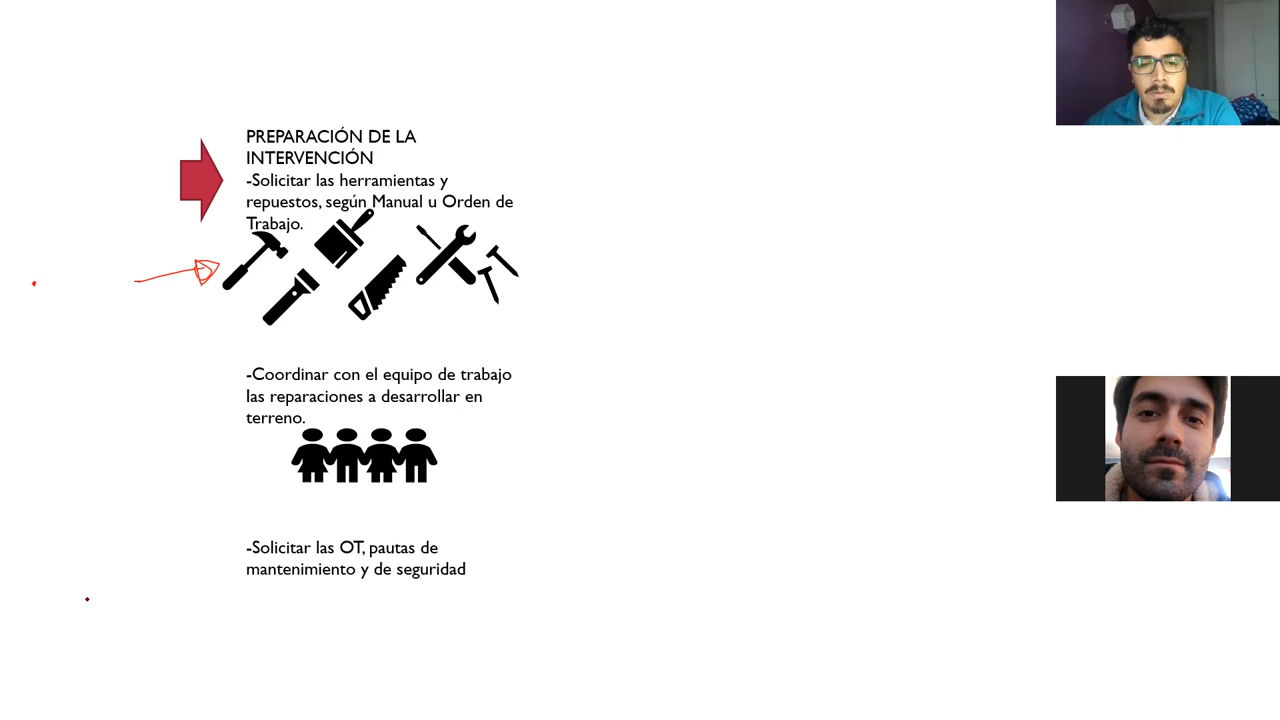 PREPARACIÓN DE LA
INTERVENCIÓN
-Solicitar las herramientas y
repuestos, según Manual u Orden de
Trabajo.
-Coordinar con el equipo de trabajo
las reparaciones a desarrollar en
terreno.
-Solicitar las OT, pautas de
mantenimiento y de seguridad